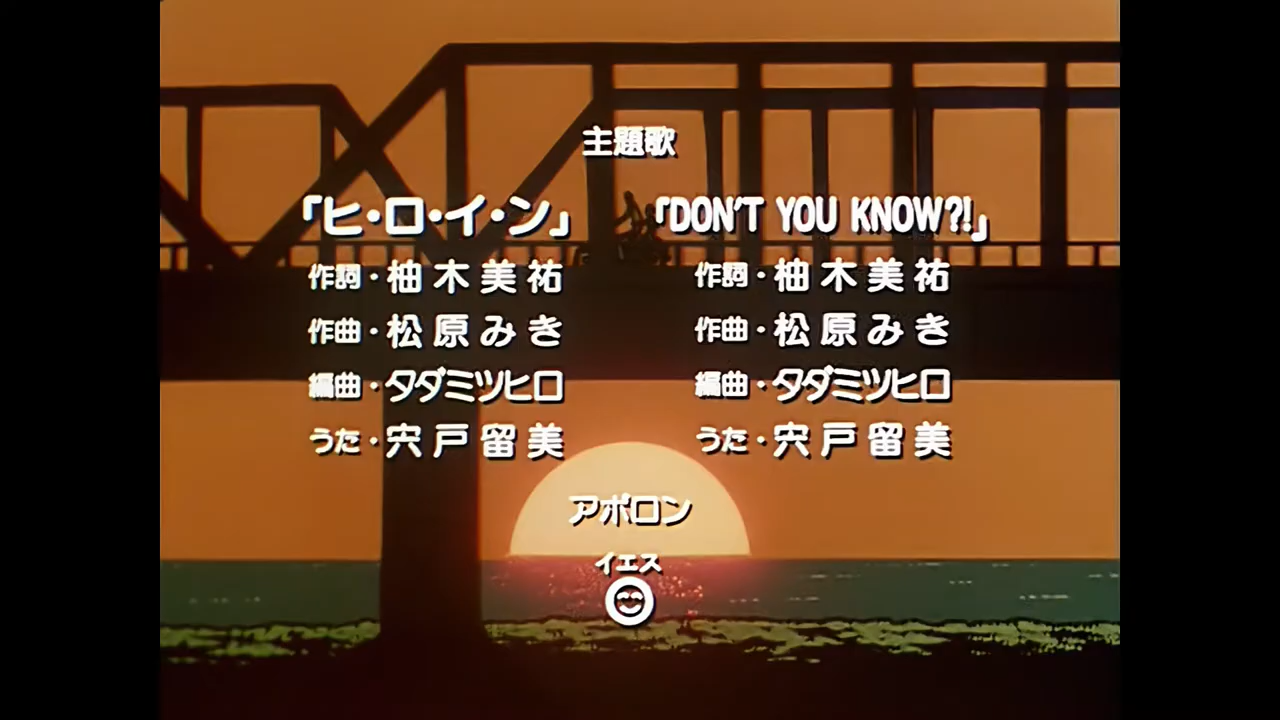 主題歌
「ヒ・ロ・イ・ン」
作詞・柚木美祐
作曲・松原みき
編曲・タダミツヒロ
うた・宍戸留美
「DON'T YOU KNOW?!」
作詞・柚木美祐
作曲・松原みき
編曲・タダミツヒロ
うた・宍戸留美
アポロン
イエス